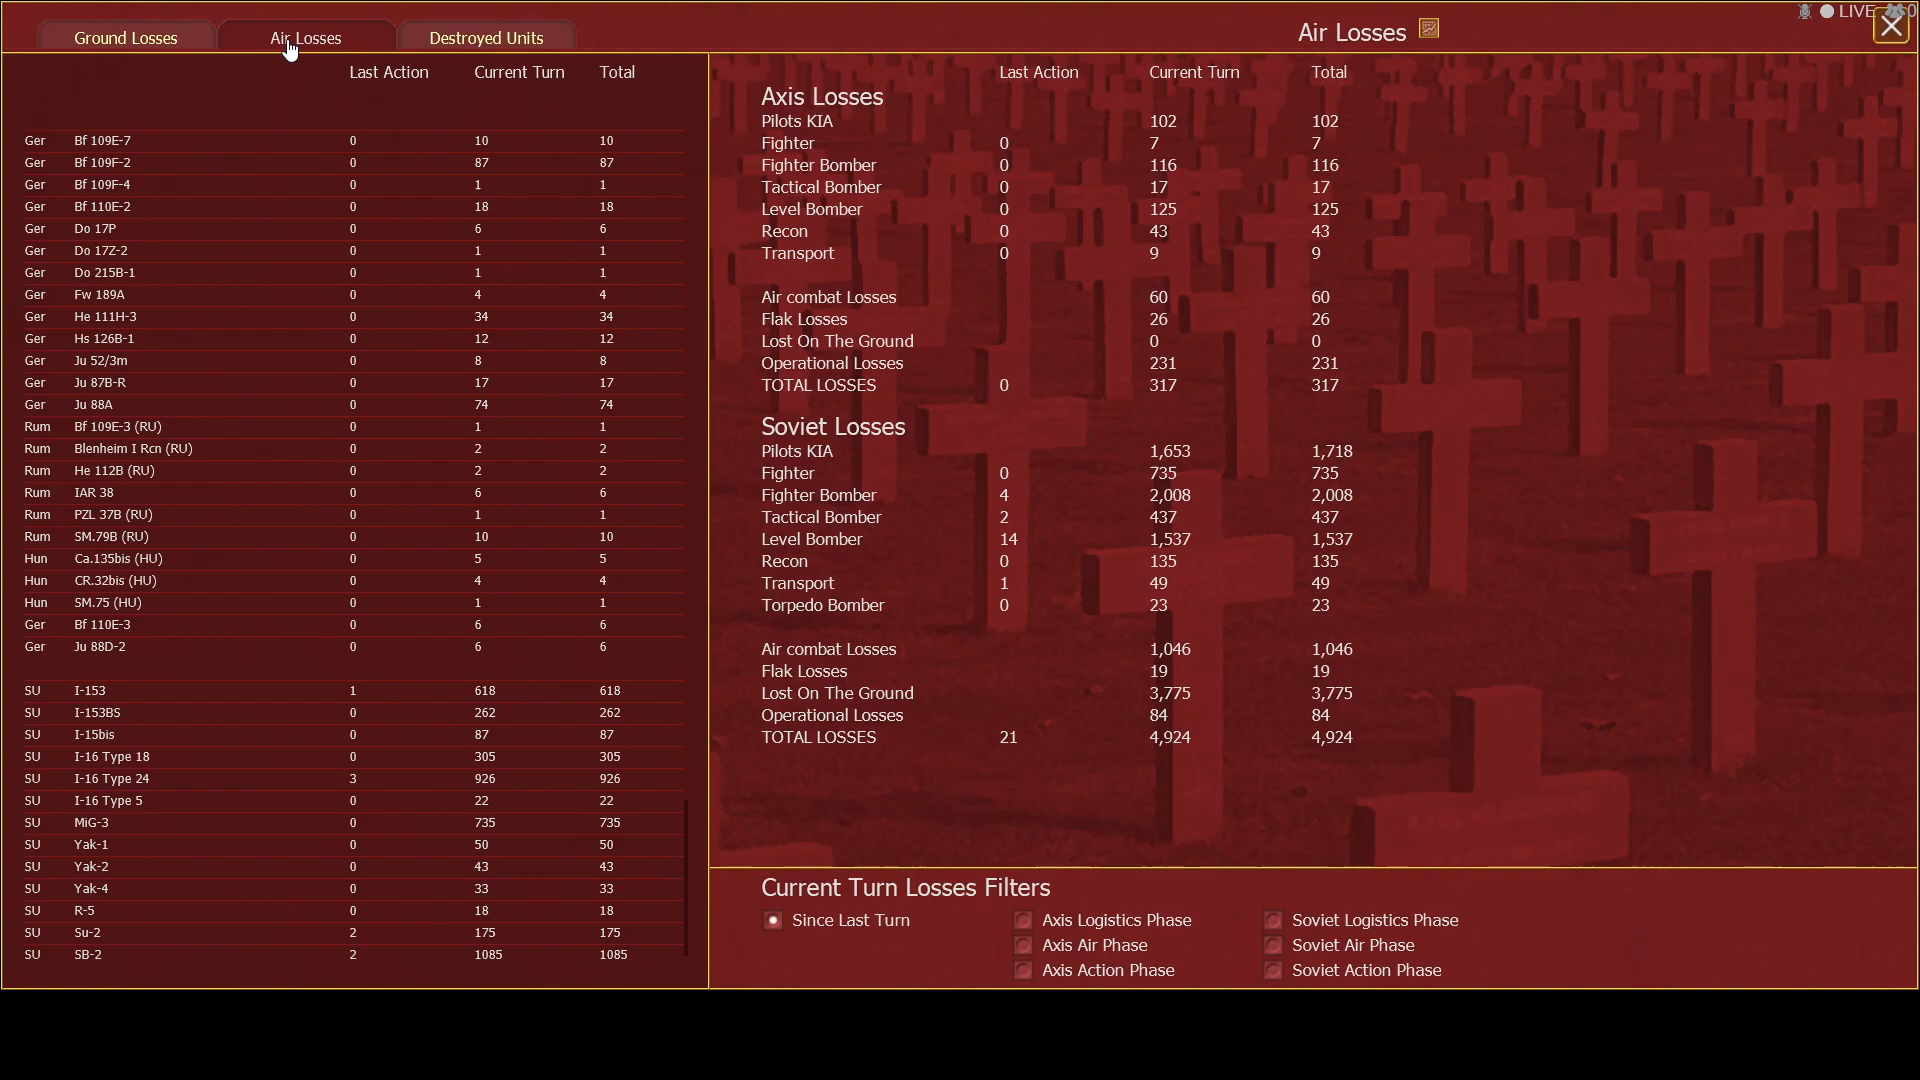 Ground Losses Air Losses Destroyed Units Air Losses LIVE 0
Last Action Current Turn Total
Ger Bf 109E-7 0 10 10
Ger Bf 109F-2 0 87 87
Ger Bf 109F-4 0 1 1
Ger Bf 110E-2 0 18 18
Ger Do 17P 0 6 6
Ger Do 17Z-2 0 1 1
Ger Do 215B-1 0 1 1
Ger Fw 189A 0 4 4
Ger He 111H-3 0 34 34
Ger Hs 126B-1 0 12 12
Ger Ju 52/3m 0 8 8
Ger Ju 87B-R 0 17 17
Ger Ju 88A 0 74 74
Rum Bf 109E-3 (RU) 0 1 1
Rum Blenheim I Rcn (RU) 0 2 2
Rum He 112B (RU) 0 2 2
Rum IAR 38 0 6 6
Rum PZL 37B (RU) 0 1 1
Rum SM.79B (RU) 0 10 10
Hun Ca.135bis (HU) 0 5 5
Hun CR.32bis (HU) 0 4 4
Hun SM.75 (HU) 0 1 1
Ger Bf 110E-3 0 6 6
Ger Ju 88D-2 0 6 6
SU I-153 1 618 618
SU I-153BS 0 262 262
SU I-15bis 0 87 87
SU I-16 Type 18 0 305 305
SU I-16 Type 24 3 926 926
SU I-16 Type 5 0 22 22
SU MiG-3 0 735 735
SU Yak-1 0 50 50
SU Yak-2 0 43 43
SU Yak-4 0 33 33
SU R-5 0 18 18
SU Su-2 2 175 175
SU SB-2 2 1085 1085
Last Action Current Turn Total
Axis Losses
Pilots KIA 102 102
Fighter 0 7 7
Fighter Bomber 0 116 116
Tactical Bomber 0 17 17
Level Bomber 0 125 125
Recon 0 43 43
Transport 0 9 9
Air combat Losses 60 60
Flak Losses 26 26
Lost On The Ground 0 0
Operational Losses 231 231
TOTAL LOSSES 0 317 317
Soviet Losses
Pilots KIA 1,653 1,718
Fighter 0 735 735
Fighter Bomber 4 2,008 2,008
Tactical Bomber 2 437 437
Level Bomber 14 1,537 1,537
Recon 0 135 135
Transport 1 49 49
Torpedo Bomber 0 23 23
Air combat Losses 1,046 1,046
Flak Losses 19 19
Lost On The Ground 3,775 3,775
Operational Losses 84 84
TOTAL LOSSES 21 4,924 4,924
Current Turn Losses Filters
Since Last Turn Axis Logistics Phase Soviet Logistics Phase
Axis Air Phase Soviet Air Phase
Axis Action Phase Soviet Action Phase